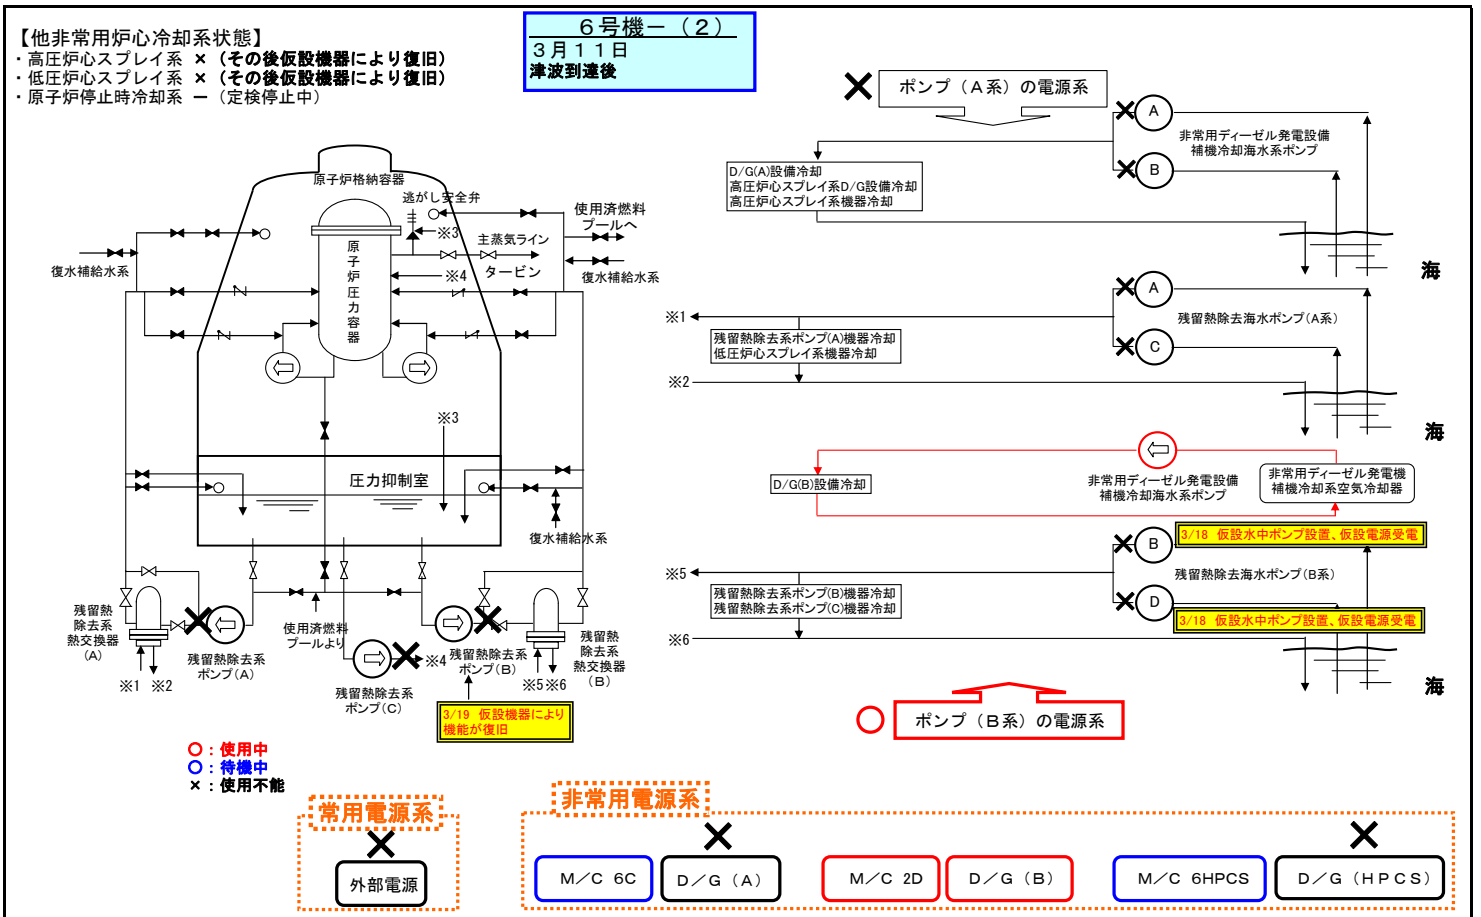 【他非常用炉心冷却系状態】
・高圧炉心スプレイ系 ×（その後仮設機器により復旧）
・低圧炉心スプレイ系 ×（その後仮設機器により復旧）
・原子炉停止時冷却系 －（定検停止中）
６号機－（２）
３月１１日
津波到達後
ポンプ（Ａ系）の電源系
A
B
非常用ディーゼル発電設備
補機冷却海水系ポンプ
D/G(A)設備冷却
高圧炉心スプレイ系D/G設備冷却
高圧炉心スプレイ系機器冷却
海
原子炉格納容器
逃がし安全弁
※3
使用済燃料
プールへ
主蒸気ライン
タービン
復水補給水系
復水補給水系
原子炉圧力容器
※4
※1
A
C
残留熱除去海水ポンプ(A系)
残留熱除去系ポンプ(A)機器冷却
低圧炉心スプレイ系機器冷却
※2
海
※3
圧力抑制室
復水補給水系
D/G(B)設備冷却
非常用ディーゼル発電設備
補機冷却海水系ポンプ
非常用ディーゼル発電機
補機冷却系空気冷却器
3/18 仮設水中ポンプ設置、仮設電源受電
B
※5
残留熱除去海水ポンプ(B系)
残留熱除去系ポンプ(B)機器冷却
残留熱除去系ポンプ(C)機器冷却
D
3/18 仮設水中ポンプ設置、仮設電源受電
※6
海
残留熱
除去系
熱交換器
(A)
※1 ※2
残留熱除去系
ポンプ(A)
使用済燃料
プールより
残留熱除去系
ポンプ(C)
※4
残留熱除去系
ポンプ(B)
※5 ※6
残留熱
除去系
熱交換器
(B)
3/19 仮設機器により
機能が復旧
ポンプ（Ｂ系）の電源系
○：使用中
○：待機中
×：使用不能
常用電源系
外部電源
非常用電源系
Ｍ／Ｃ 6C
Ｄ／Ｇ（Ａ）
Ｍ／Ｃ 2D
Ｄ／Ｇ（Ｂ）
Ｍ／Ｃ 6HPCS
Ｄ／Ｇ（ＨＰＣＳ）